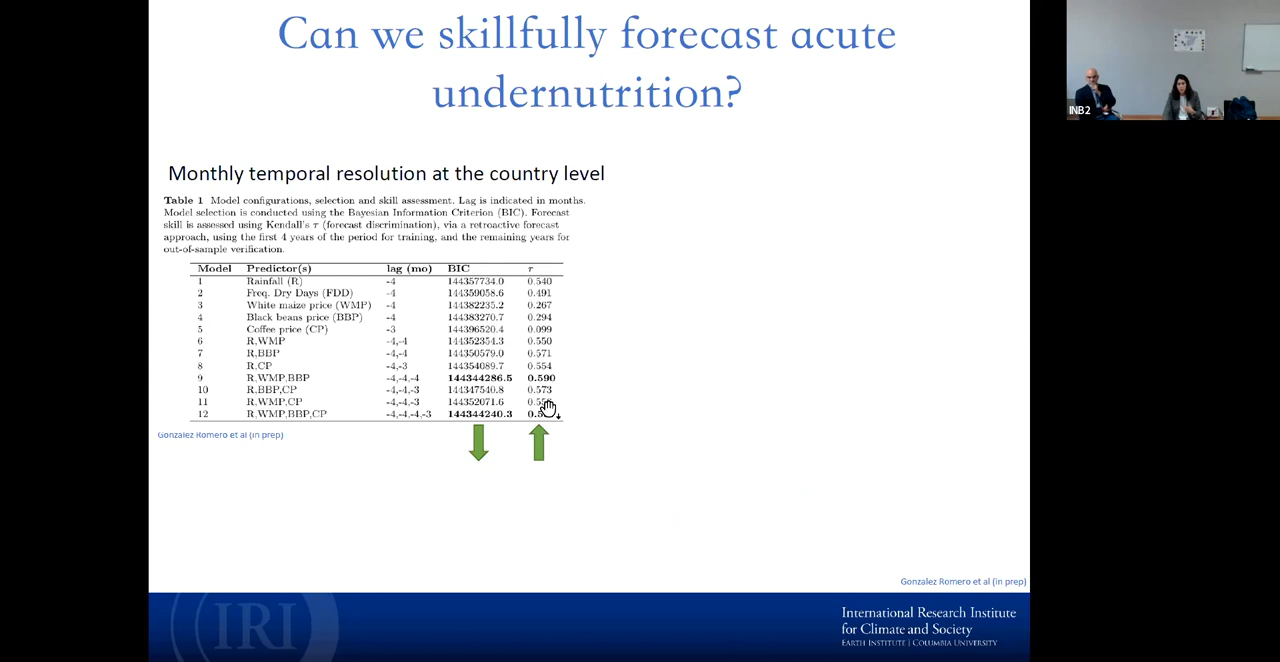 Can we skillfully forecast acute
undernutrition?
Monthly temporal resolution at the country level
Table 1 Model configurations, selection and skill assessment. Lag is indicated in months.
Model selection is conducted using the Bayesian Information Criterion (BIC). Forecast
skill is assessed using Kendall's τ (forecast discrimination), via a retroactive forecast
approach, using the first 4 years of the period for training, and the remaining years for
out-of-sample verification.
Model Predictor(s) lag (mo) BIC τ
1 Rainfall (R) -4 144357734.0 0.540
2 Freq. Dry Days (FDD) -4 144359058.6 0.491
3 White maize price (WMP) -4 144382235.2 0.267
4 Black beans price (BBP) -4 144383270.7 0.294
5 Coffee price (CP) -3 144396520.4 0.099
6 R,WMP -4,-4 144352354.3 0.550
7 R,BBP -4,-4 144350579.0 0.571
8 R,CP -4,-3 144354089.7 0.554
9 R,WMP,BBP -4,-4,-4 144344286.5 0.590
10 R,BBP,CP -4,-4,-3 144347540.8 0.573
11 R,WMP,CP -4,-4,-3 144352071.6
12 R,WMP,BBP,CP -4,-4,-4,-3 144344240.3
Gonzalez Romero et al (in prep)
Gonzalez Romero et al (in prep)
IRI
International Research Institute
for Climate and Society
EARTH INSTITUTE | COLUMBIA UNIVERSITY
INB2